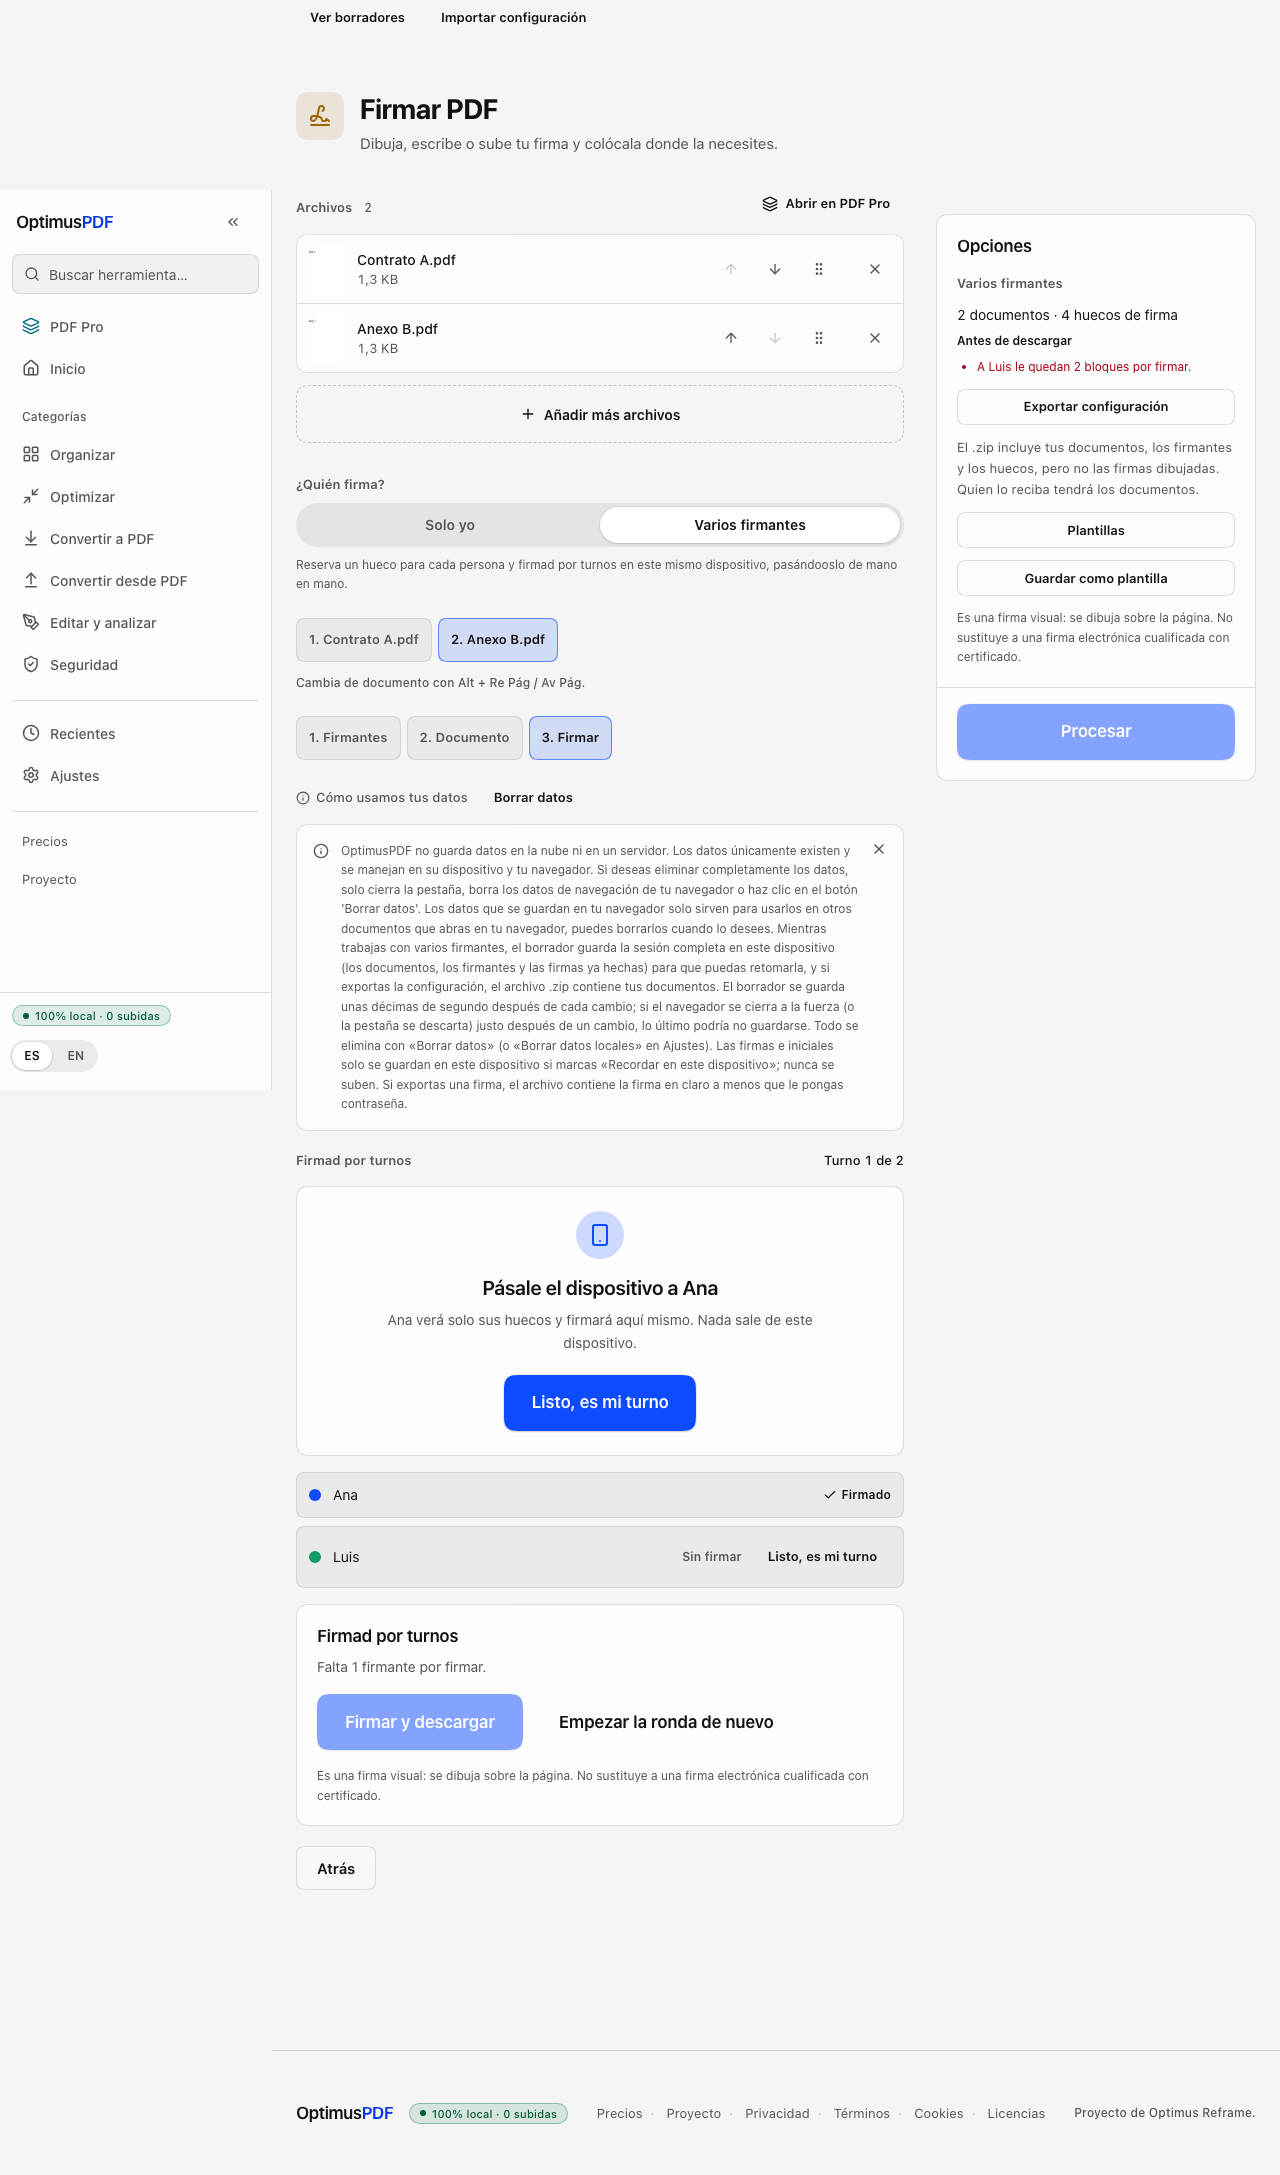 Ver borradores
Importar configuración
Firmar PDF
Dibuja, escribe o sube tu firma y colócala donde la necesites.
OptimusPDF
Buscar herramienta...
PDF Pro
Inicio
Categorías
Organizar
Optimizar
Convertir a PDF
Convertir desde PDF
Editar y analizar
Seguridad
Recientes
Ajustes
Precios
Proyecto
100% local · 0 subidas
ES
EN
Archivos 2
Abrir en PDF Pro
Contrato A.pdf
1,3 KB
Anexo B.pdf
1,3 KB
Añadir más archivos
¿Quién firma?
Solo yo
Varios firmantes
Reserva un hueco para cada persona y firmad por turnos en este mismo dispositivo, pasándooslo de mano
en mano.
1. Contrato A.pdf
2. Anexo B.pdf
Cambia de documento con Alt + Re Pág / Av Pág.
1. Firmantes
2. Documento
3. Firmar
Cómo usamos tus datos
Borrar datos
OptimusPDF no guarda datos en la nube ni en un servidor. Los datos únicamente existen y
se manejan en su dispositivo y tu navegador. Si deseas eliminar completamente los datos,
solo cierra la pestaña, borra los datos de navegación de tu navegador o haz clic en el botón
'Borrar datos'. Los datos que se guardan en tu navegador solo sirven para usarlos en otros
documentos que abras en tu navegador, puedes borrarlos cuando lo desees. Mientras
trabajas con varios firmantes, el borrador guarda la sesión completa en este dispositivo
(los documentos, los firmantes y las firmas ya hechas) para que puedas retomarla, y si
exportas la configuración, el archivo .zip contiene tus documentos. El borrador se guarda
unas décimas de segundo después de cada cambio; si el navegador se cierra a la fuerza (o
la pestaña se descarta) justo después de un cambio, lo último podría no guardarse. Todo se
elimina con «Borrar datos» (o «Borrar datos locales» en Ajustes). Las firmas e iniciales
solo se guardan en este dispositivo si marcas «Recordar en este dispositivo»; nunca se
suben. Si exportas una firma, el archivo contiene la firma en claro a menos que le pongas
contraseña.
Firmad por turnos
Turno 1 de 2
Pásale el dispositivo a Ana
Ana verá solo sus huecos y firmará aquí mismo. Nada sale de este
dispositivo.
Listo, es mi turno
Ana
Firmado
Luis
Sin firmar
Listo, es mi turno
Firmad por turnos
Falta 1 firmante por firmar.
Firmar y descargar
Empezar la ronda de nuevo
Es una firma visual: se dibuja sobre la página. No sustituye a una firma electrónica cualificada con
certificado.
Atrás
Opciones
Varios firmantes
2 documentos · 4 huecos de firma
Antes de descargar
• A Luis le quedan 2 bloques por firmar.
Exportar configuración
El .zip incluye tus documentos, los firmantes
y los huecos, pero no las firmas dibujadas.
Quien lo reciba tendrá los documentos.
Plantillas
Guardar como plantilla
Es una firma visual: se dibuja sobre la página. No
sustituye a una firma electrónica cualificada con
certificado.
Procesar
OptimusPDF
100% local · 0 subidas
Precios · Proyecto · Privacidad · Términos · Cookies · Licencias
Proyecto de Optimus Reframe.